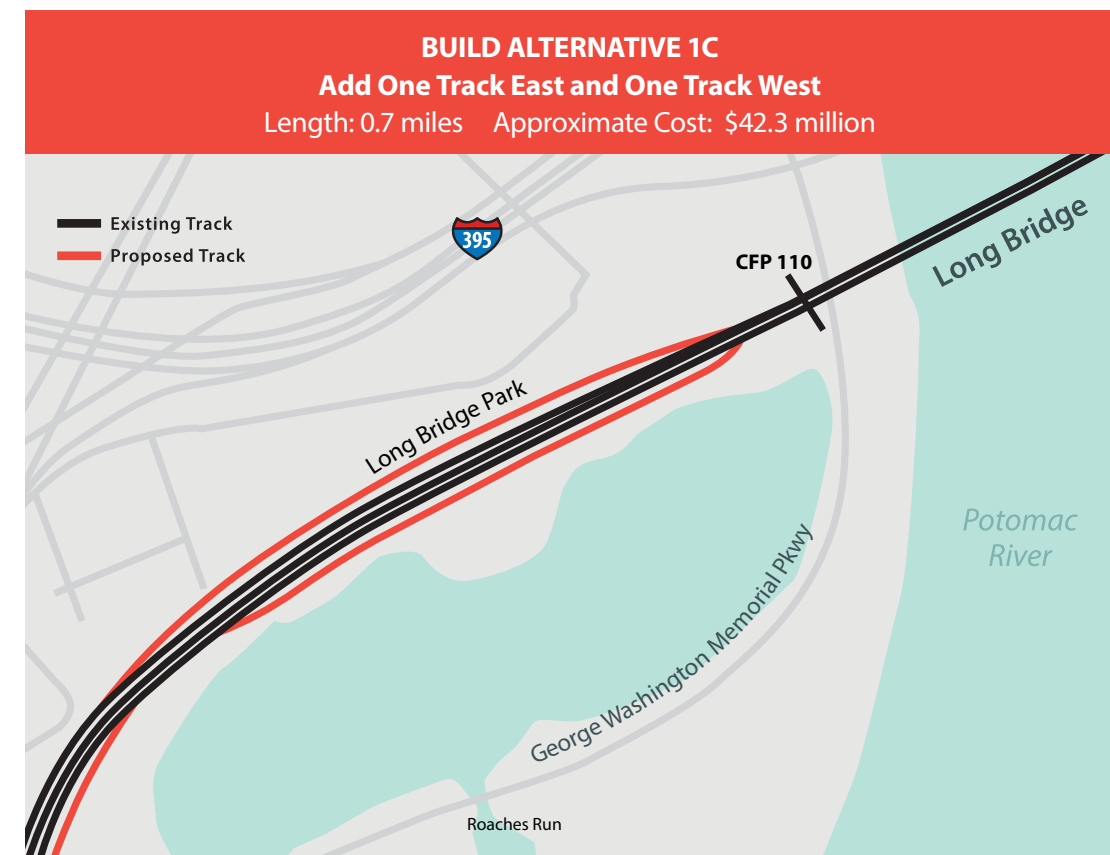 BUILD ALTERNATIVE 1C
Add One Track East and One Track West
Length: 0.7 miles Approximate Cost: $42.3 million
Existing Track
Proposed Track
395
CFP 110
Long Bridge
Long Bridge Park
Potomac
River
George Washington Memorial Pkwy
Roaches Run